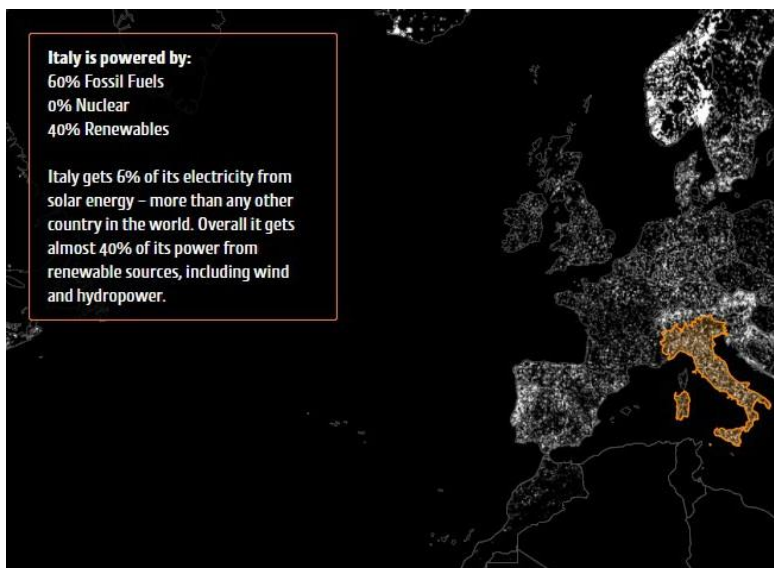 Italy is powered by:
60% Fossil Fuels
0% Nuclear
40% Renewables
Italy gets 6% of its electricity from
solar energy – more than any other
country in the world. Overall it gets
almost 40% of its power from
renewable sources, including wind
and hydropower.